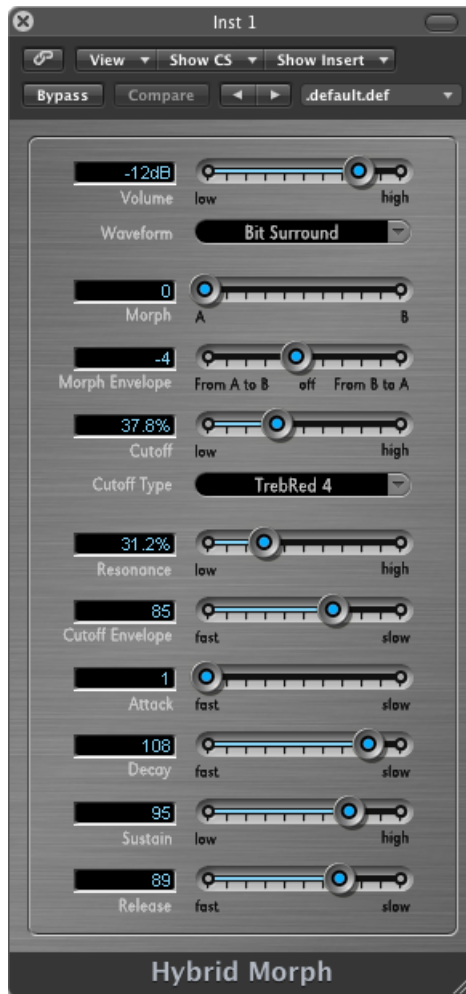 Inst 1
View Show CS Show Insert
Bypass Compare .default.def
-12dB
Volume low high
Waveform Bit Surround
0
Morph A B
-4
Morph Envelope From A to B off From B to A
37.8%
Cutoff low high
Cutoff Type TrebRed 4
31.2%
Resonance low high
85
Cutoff Envelope fast slow
1
Attack fast slow
108
Decay fast slow
95
Sustain low high
89
Release fast slow
Hybrid Morph